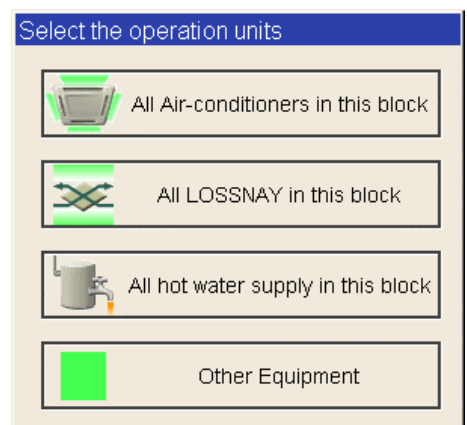 Select the operation units
All Air-conditioners in this block
All LOSSNAY in this block
All hot water supply in this block
Other Equipment